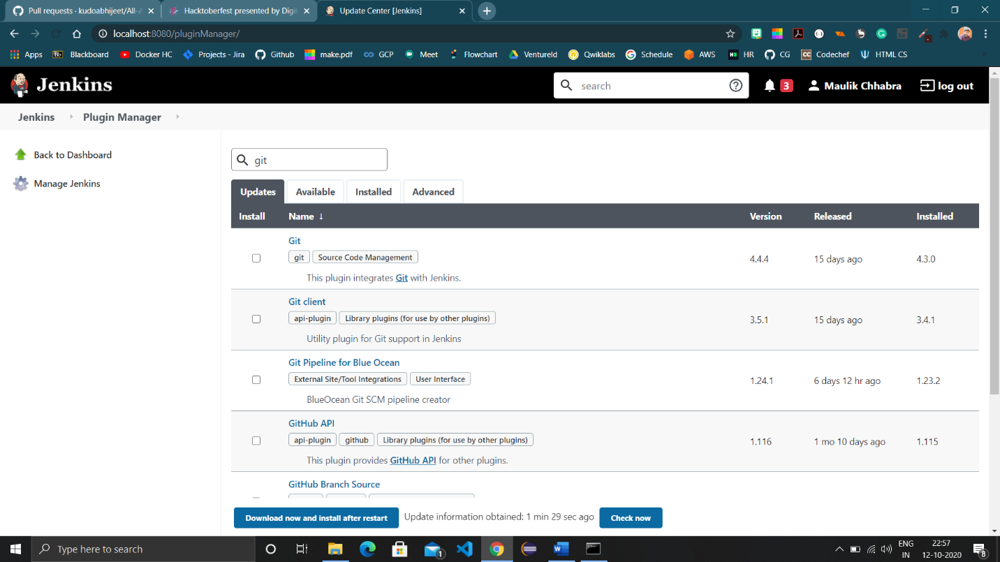 Pull requests · kudoabhijeet/All-A
Hacktoberfest presented by Digit
Update Center [Jenkins]
localhost:8080/pluginManager/
Apps
Bb Blackboard
Docker HC
Projects - Jira
Github
make.pdf
GCP
Meet
Flowchart
Ventureld
Qwiklabs
Schedule
AWS
HR
CG
CC Codechef
HTML CS
Jenkins
search
3
Maulik Chhabra
log out
Jenkins
Plugin Manager
Back to Dashboard
Manage Jenkins
git
Updates
Available
Installed
Advanced
Install
Name ↓
Version
Released
Installed
Git
git
Source Code Management
This plugin integrates Git with Jenkins.
4.4.4
15 days ago
4.3.0
Git client
api-plugin
Library plugins (for use by other plugins)
Utility plugin for Git support in Jenkins
3.5.1
15 days ago
3.4.1
Git Pipeline for Blue Ocean
External Site/Tool Integrations
User Interface
BlueOcean Git SCM pipeline creator
1.24.1
6 days 12 hr ago
1.23.2
GitHub API
api-plugin
github
Library plugins (for use by other plugins)
This plugin provides GitHub API for other plugins.
1.116
1 mo 10 days ago
1.115
GitHub Branch Source
Download now and install after restart
Update information obtained: 1 min 29 sec ago
Check now
Type here to search
1
ENG
IN
22:57
12-10-2020
8